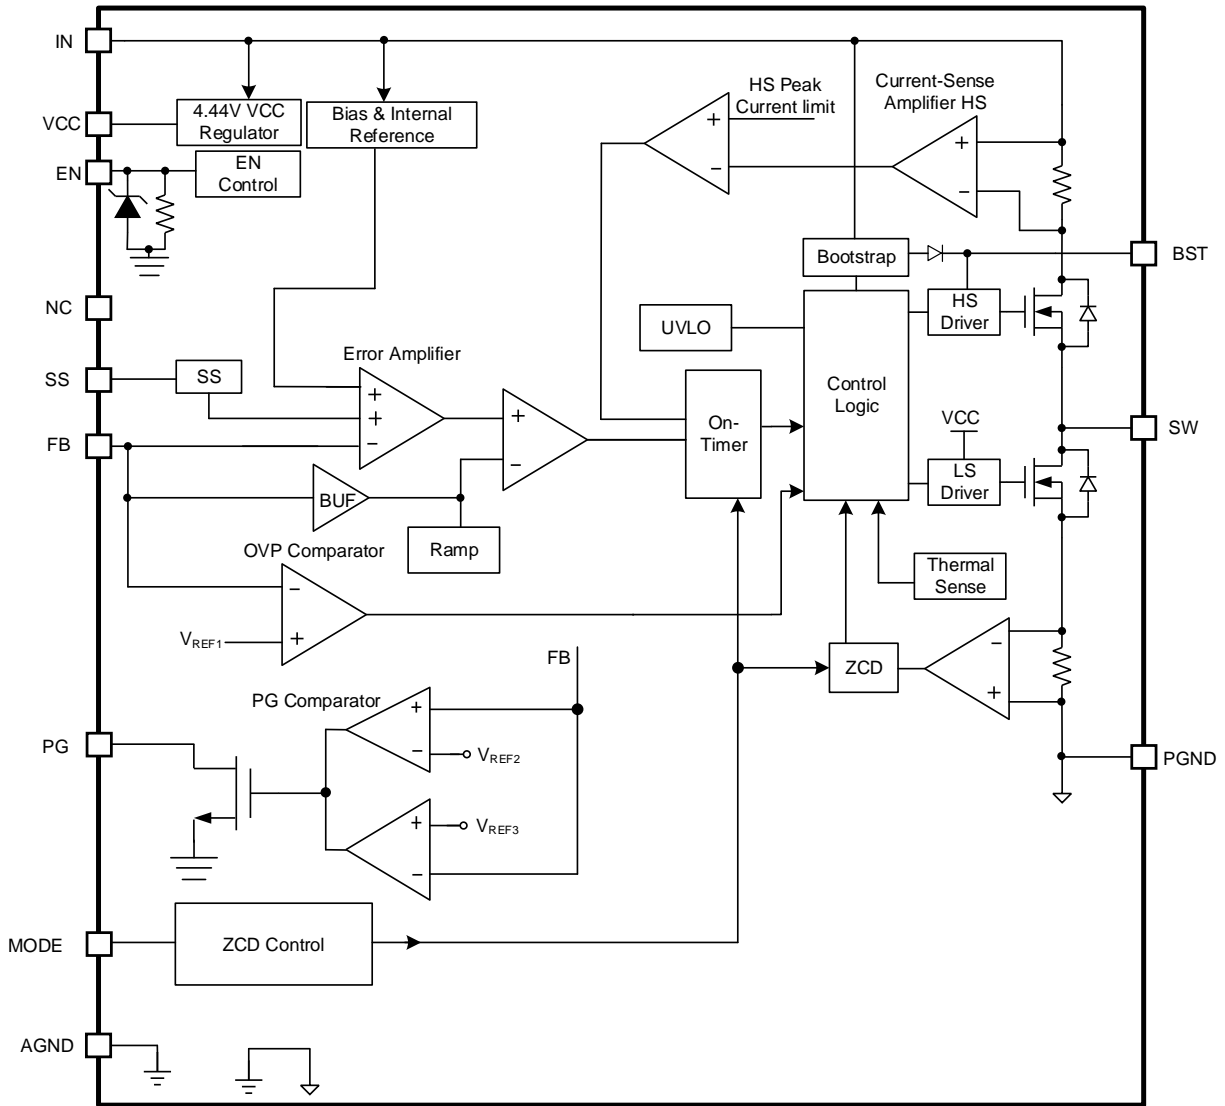 IN
VCC
EN
NC
SS
FB
PG
MODE
AGND
BST
SW
PGND
4.44V VCC
Regulator
Bias & Internal
Reference
EN
Control
HS Peak
Current limit
+
−
Current-Sense
Amplifier HS
+
−
Bootstrap
HS
Driver
UVLO
Control
Logic
VCC
LS
Driver
SS
Error Amplifier
+
+
−
+
−
On-
Timer
BUF
Ramp
OVP Comparator
−
+
VREF1
Thermal
Sense
ZCD
−
+
FB
PG Comparator
+
−
VREF2
+
−
VREF3
ZCD Control